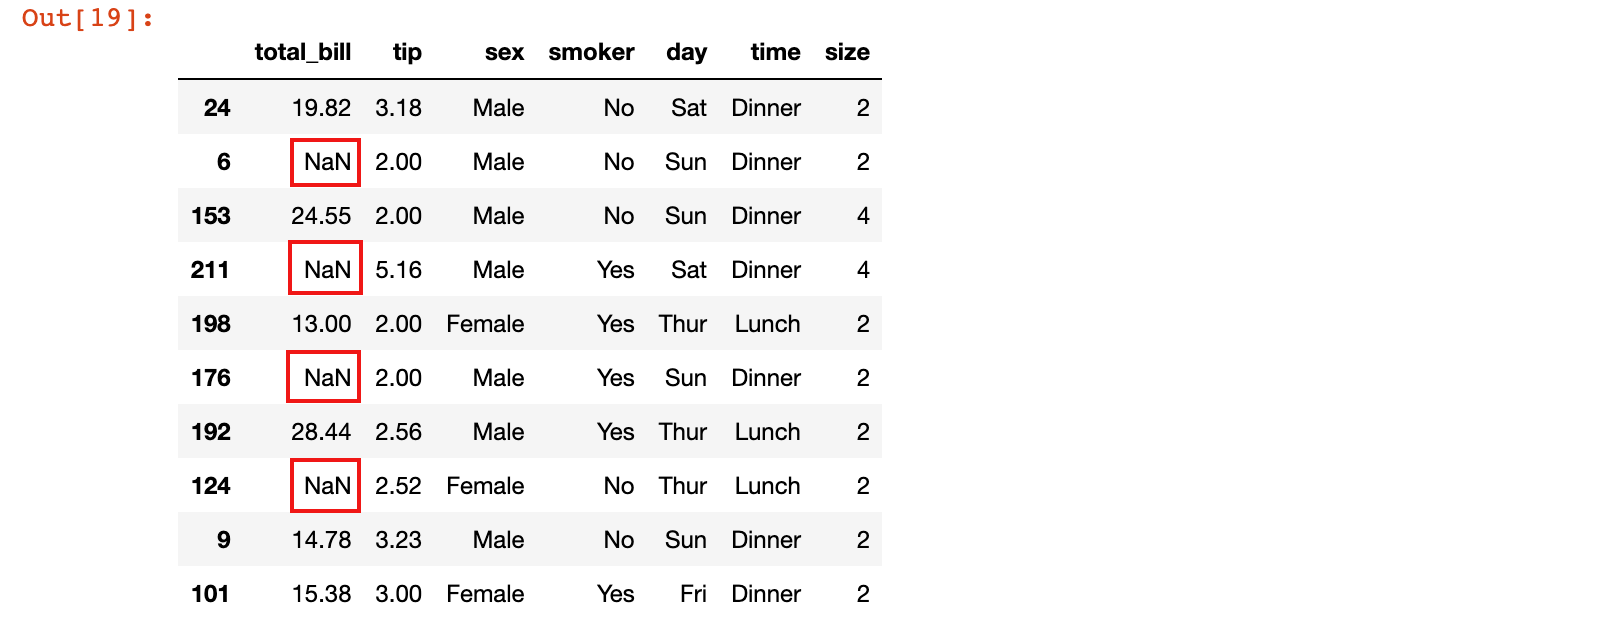 Out[19]:
total_bill tip sex smoker day time size
24 19.82 3.18 Male No Sat Dinner 2
6 NaN 2.00 Male No Sun Dinner 2
153 24.55 2.00 Male No Sun Dinner 4
211 NaN 5.16 Male Yes Sat Dinner 4
198 13.00 2.00 Female Yes Thur Lunch 2
176 NaN 2.00 Male Yes Sun Dinner 2
192 28.44 2.56 Male Yes Thur Lunch 2
124 NaN 2.52 Female No Thur Lunch 2
9 14.78 3.23 Male No Sun Dinner 2
101 15.38 3.00 Female Yes Fri Dinner 2